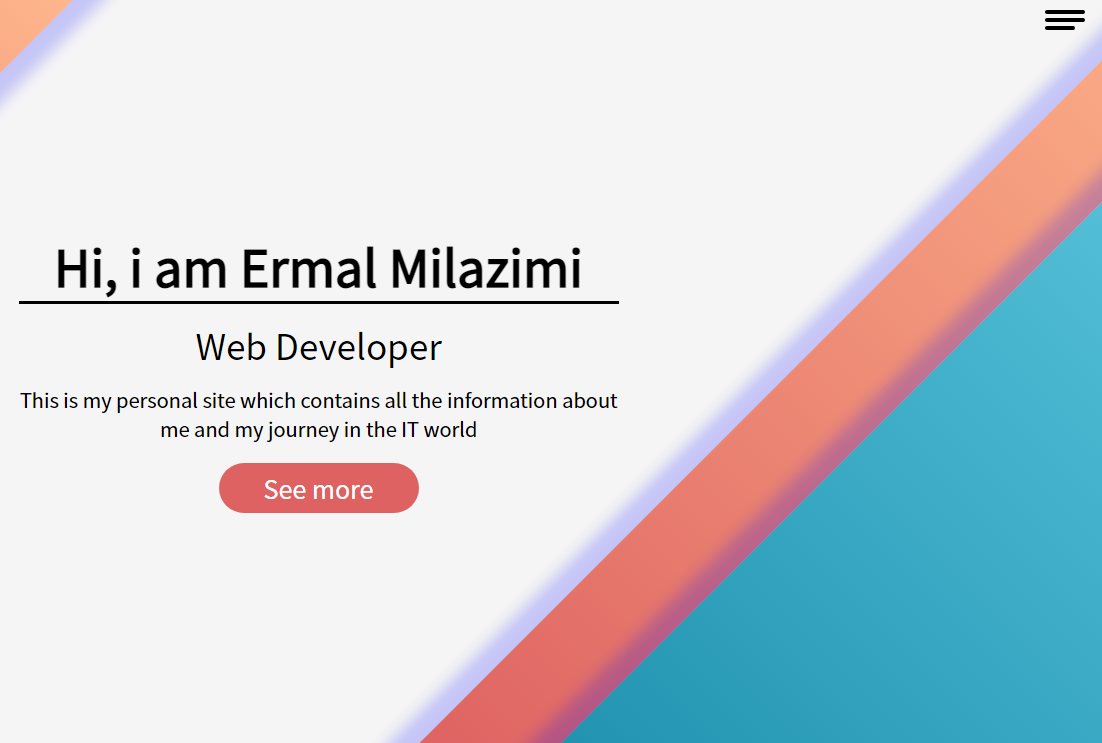 Hi, i am Ermal Milazimi
Web Developer
This is my personal site which contains all the information about
me and my journey in the IT world
See more